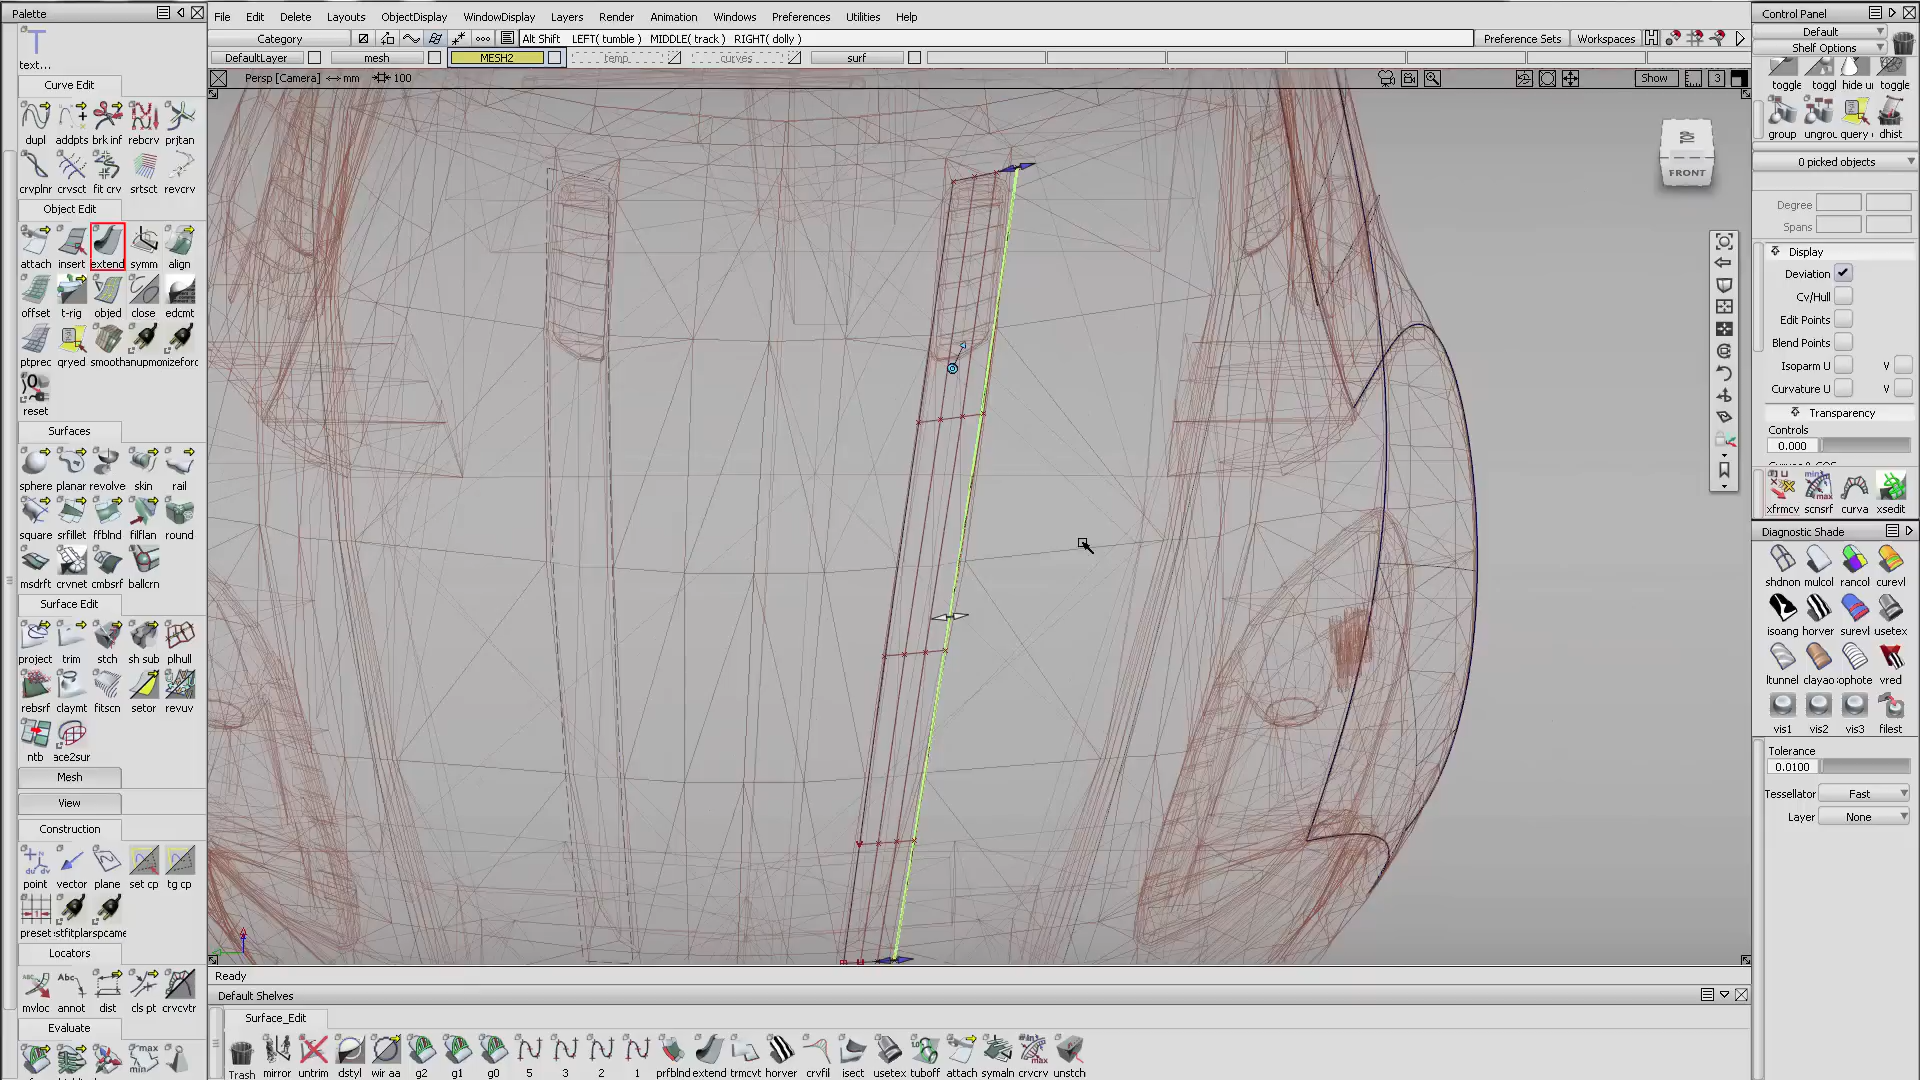 Palette
File Edit Delete Layouts ObjectDisplay WindowDisplay Layers Render Animation Windows Preferences Utilities Help
Control Panel
Category
Alt Shift LEFT( tumble ) MIDDLE( track ) RIGHT( dolly )
Preference Sets
Workspaces
Default
Shelf Options
DefaultLayer mesh MESH2 temp curves surf
Persp [Camera] mm 100
Show
3
text...
Curve Edit
dupl addpts brk inf rebcrv prjtan
crvplnr crvsct fit crv srtsct revcrv
Object Edit
attach insert extend symm align
offset t-rig objed close edcmt
ptprec qryed smooth
reset
Surfaces
sphere planar revolve skin rail
square srfillet ffblnd filflan round
msdrft crvnet cmbsrf ballcrn
Surface Edit
project trim stch sh sub plhull
rebsrf claymt fitscn setor revuv
ntb
Mesh
View
Construction
point vector plane set cp tg cp
preset
Locators
mvloc annot dist cls pt crvcvtr
Evaluate
FRONT
toggle toggl hide ur toggle
group ungrou query dhist
0 picked objects
Degree
Spans
Display
Deviation
Cv/Hull
Edit Points
Blend Points
Isoparm U V
Curvature U V
Transparency
Controls
0.000
xfrmcv scnsrf curva xsedit
Diagnostic Shade
shdnon mulcol rancol curevl
isoang horver surevl usetex
ltunnel clayao
vred
vis1 vis2 vis3 filest
Tolerance
0.0100
Tessellator Fast
Layer None
Ready
Default Shelves
Surface_Edit
Trash mirror untrim dstyl wir aa g2 g1 g0 5 3 2 1 prfblnd extend trmcvt horver crvfil isect usetex tuboff attach symaln crvcrv unstch